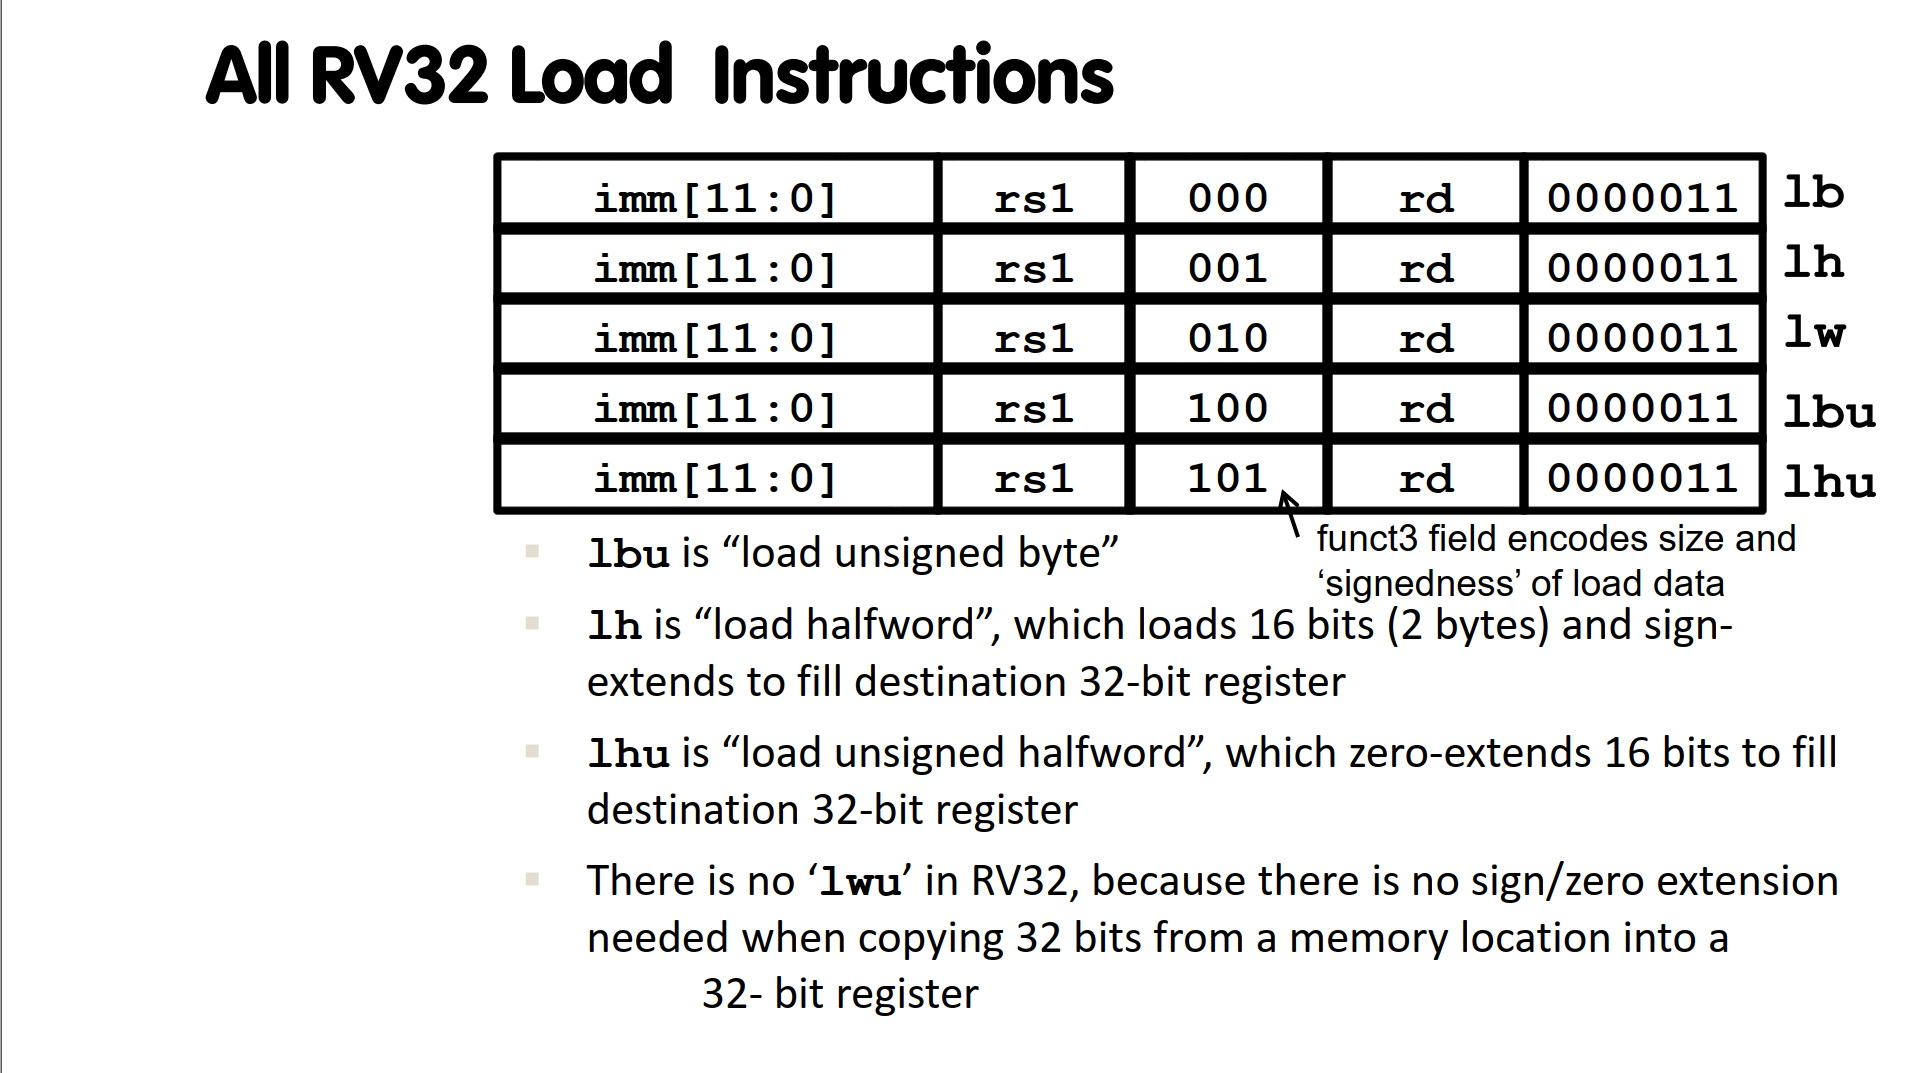 All RV32 Load  Instructions
imm[11:0] rs1 000 rd 0000011 lb
imm[11:0] rs1 001 rd 0000011 lh
imm[11:0] rs1 010 rd 0000011 lw
imm[11:0] rs1 100 rd 0000011 lbu
imm[11:0] rs1 101 rd 0000011 lhu
funct3 field encodes size and
‘signedness’ of load data
lbu is “load unsigned byte”
lh is “load halfword”, which loads 16 bits (2 bytes) and sign-
extends to fill destination 32-bit register
lhu is “load unsigned halfword”, which zero-extends 16 bits to fill
destination 32-bit register
There is no ‘lwu’ in RV32, because there is no sign/zero extension
needed when copying 32 bits from a memory location into a
32- bit register